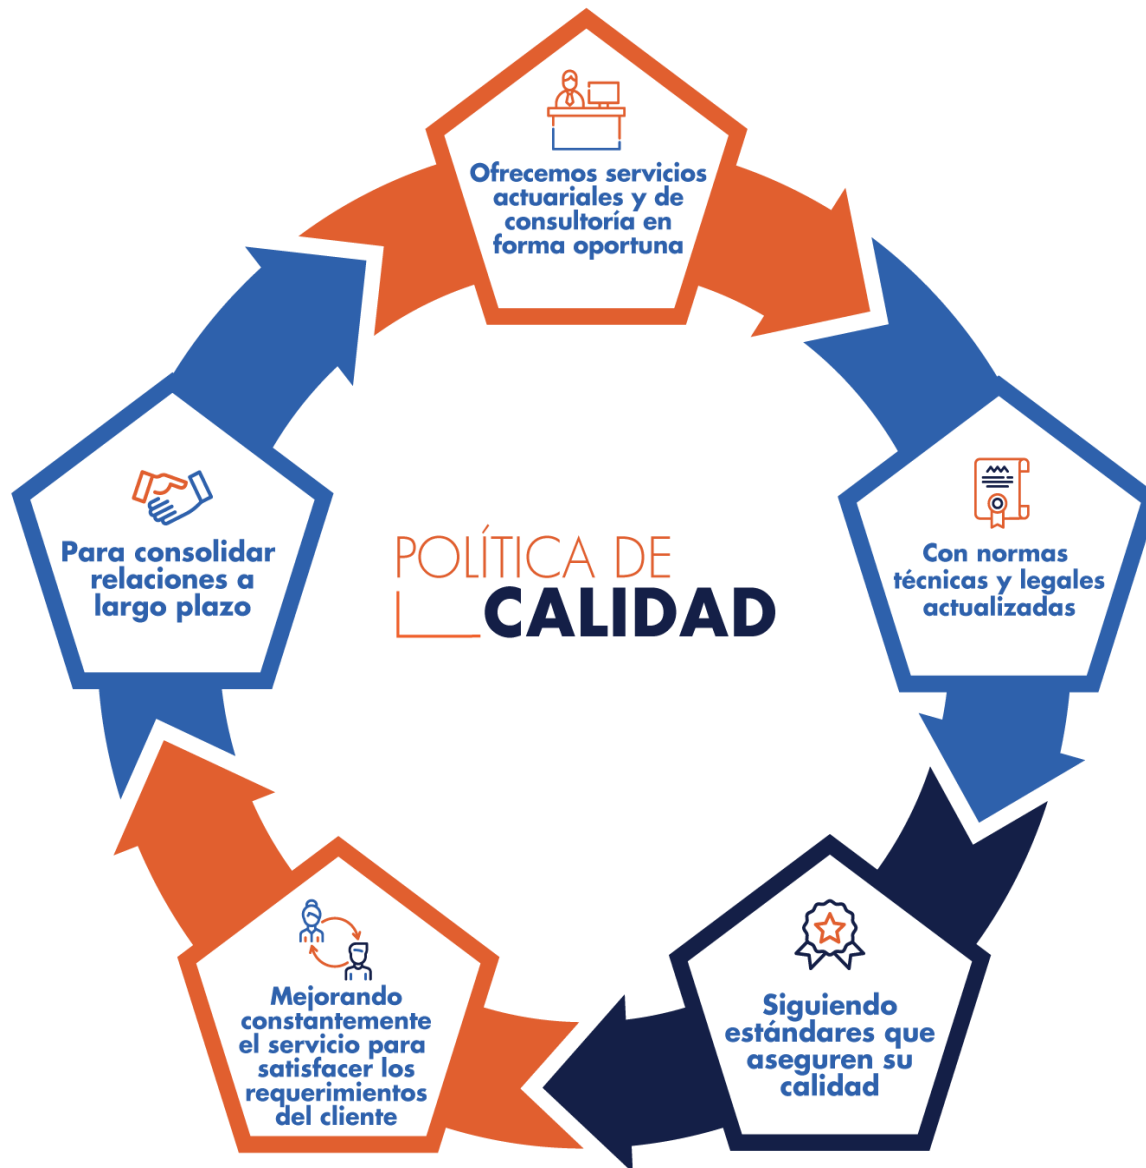 Ofrecemos servicios
actuariales y de
consultoría en
forma oportuna
Con normas
técnicas y legales
actualizadas
Siguiendo
estándares que
aseguren su
calidad
Mejorando
constantemente
el servicio para
satisfacer los
requerimientos
del cliente
Para consolidar
relaciones a
largo plazo
POLÍTICA DE
CALIDAD